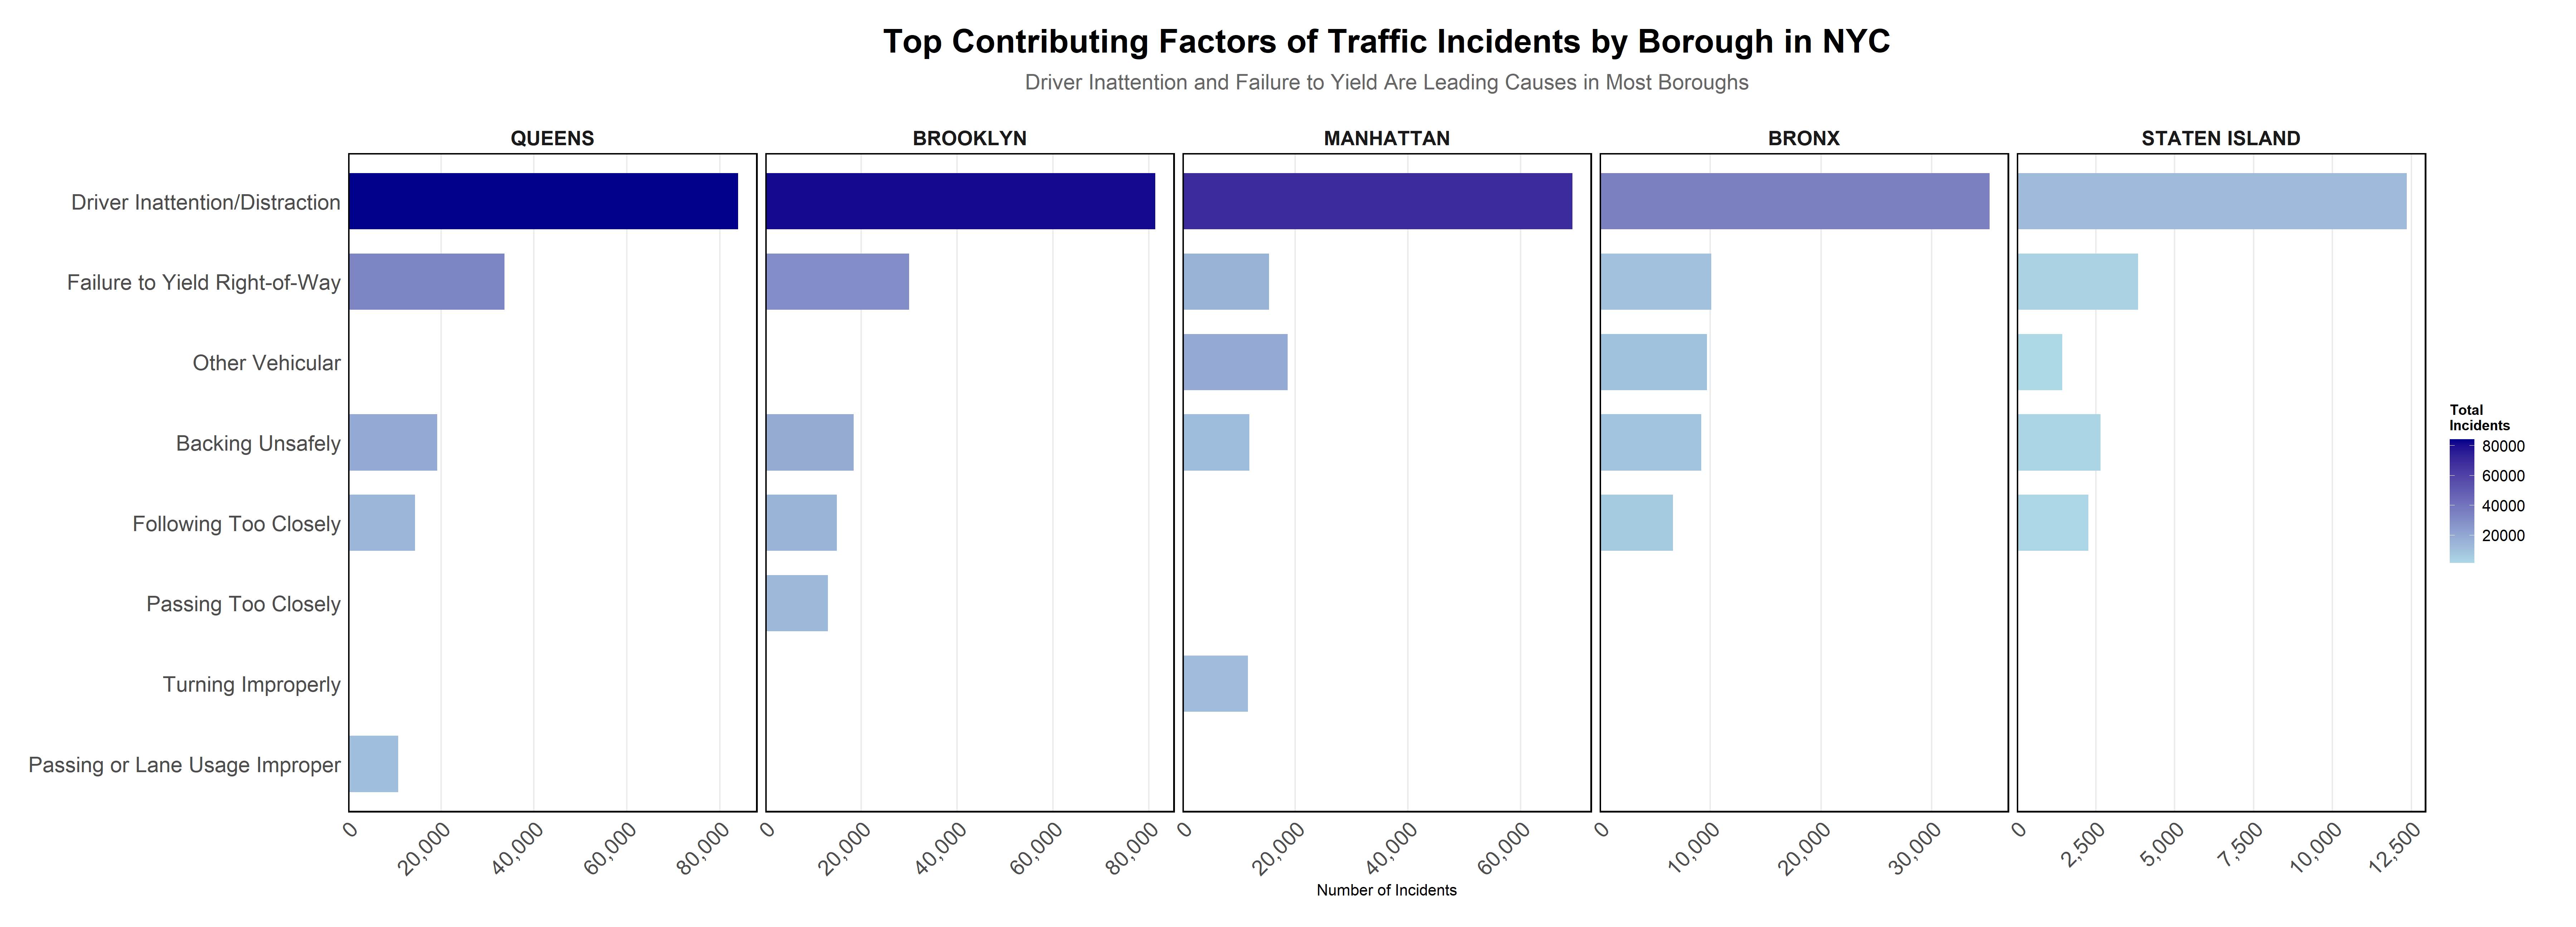 Top Contributing Factors of Traffic Incidents by Borough in NYC
Driver Inattention and Failure to Yield Are Leading Causes in Most Boroughs
QUEENS
BROOKLYN
MANHATTAN
BRONX
STATEN ISLAND
Driver Inattention/Distraction
Failure to Yield Right-of-Way
Other Vehicular
Backing Unsafely
Following Too Closely
Passing Too Closely
Turning Improperly
Passing or Lane Usage Improper
0 20,000 40,000 60,000 80,000
0 20,000 40,000 60,000 80,000
0 20,000 40,000 60,000
0 10,000 20,000 30,000
0 2,500 5,000 7,500 10,000 12,500
Number of Incidents
Total
Incidents
80000
60000
40000
20000